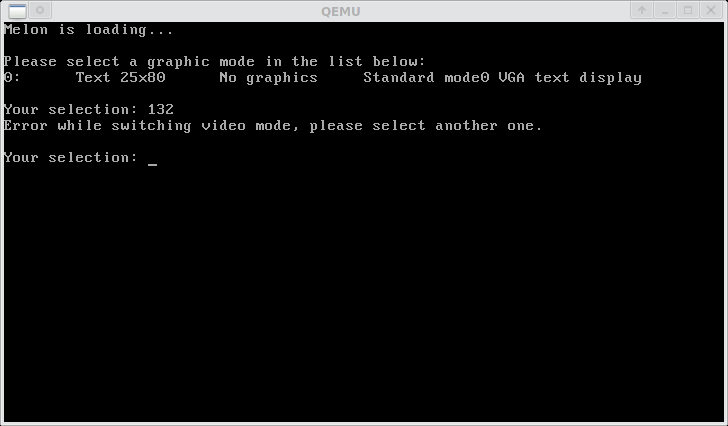 QEMU
Melon is loading...
Please select a graphic mode in the list below:
0: Text 25x80 No graphics Standard mode0 VGA text display
Your selection: 132
Error while switching video mode, please select another one.
Your selection: _